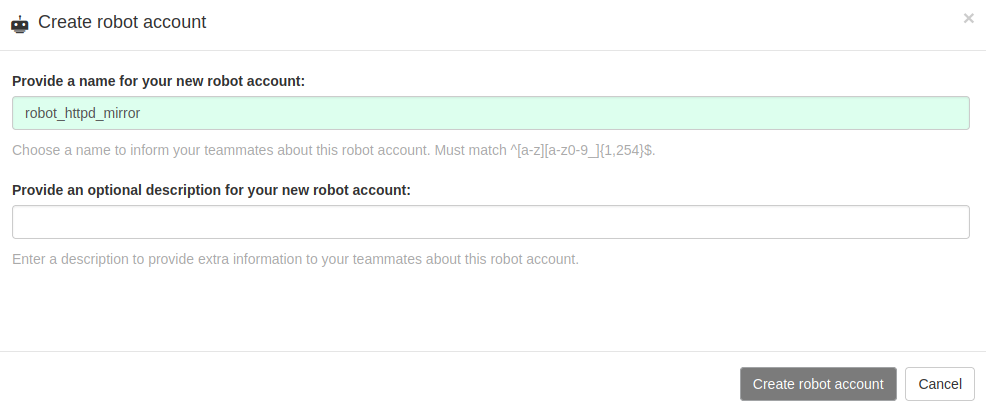 Create robot account
×
Provide a name for your new robot account:
robot_httpd_mirror
Choose a name to inform your teammates about this robot account. Must match ^[a-z][a-z0-9_]{1,254}$.
Provide an optional description for your new robot account:
Enter a description to provide extra information to your teammates about this robot account.
Create robot account
Cancel